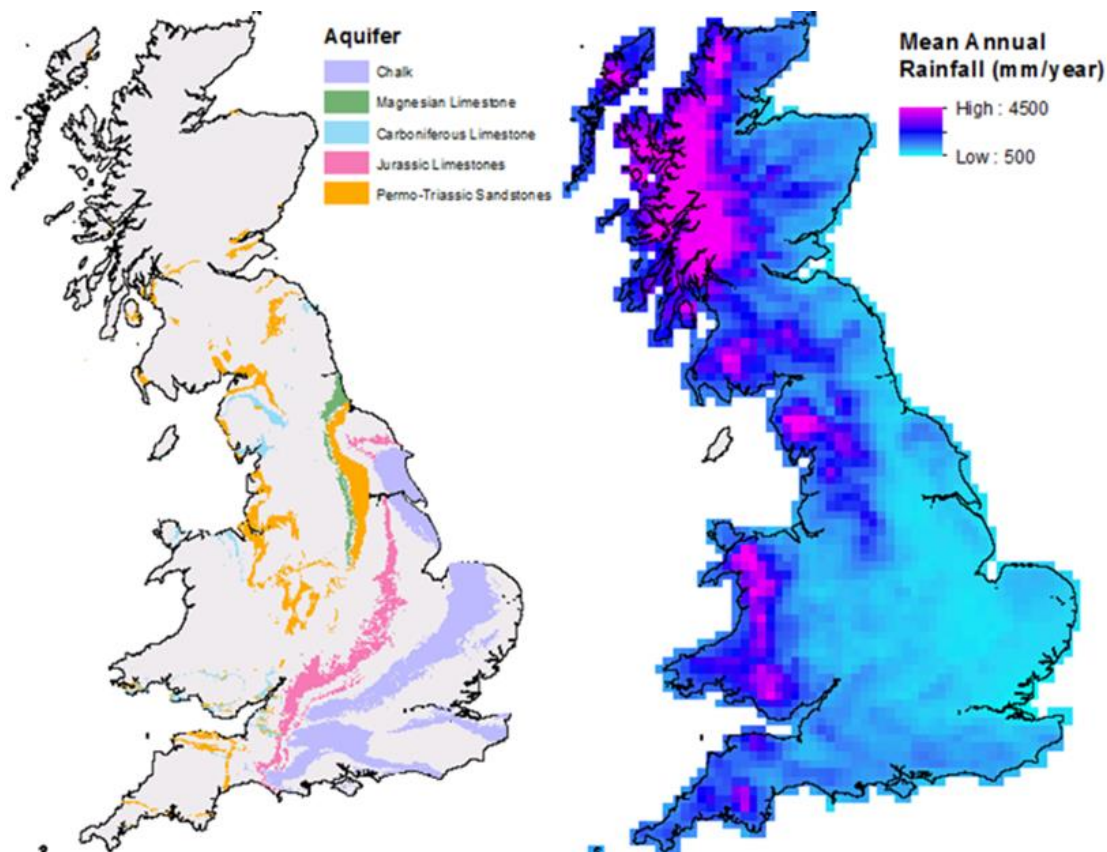 Aquifer
Chalk
Magnesian Limestone
Carboniferous Limestone
Jurassic Limestones
Permo-Triassic Sandstones
Mean Annual
Rainfall (mm/year)
High : 4500
Low : 500